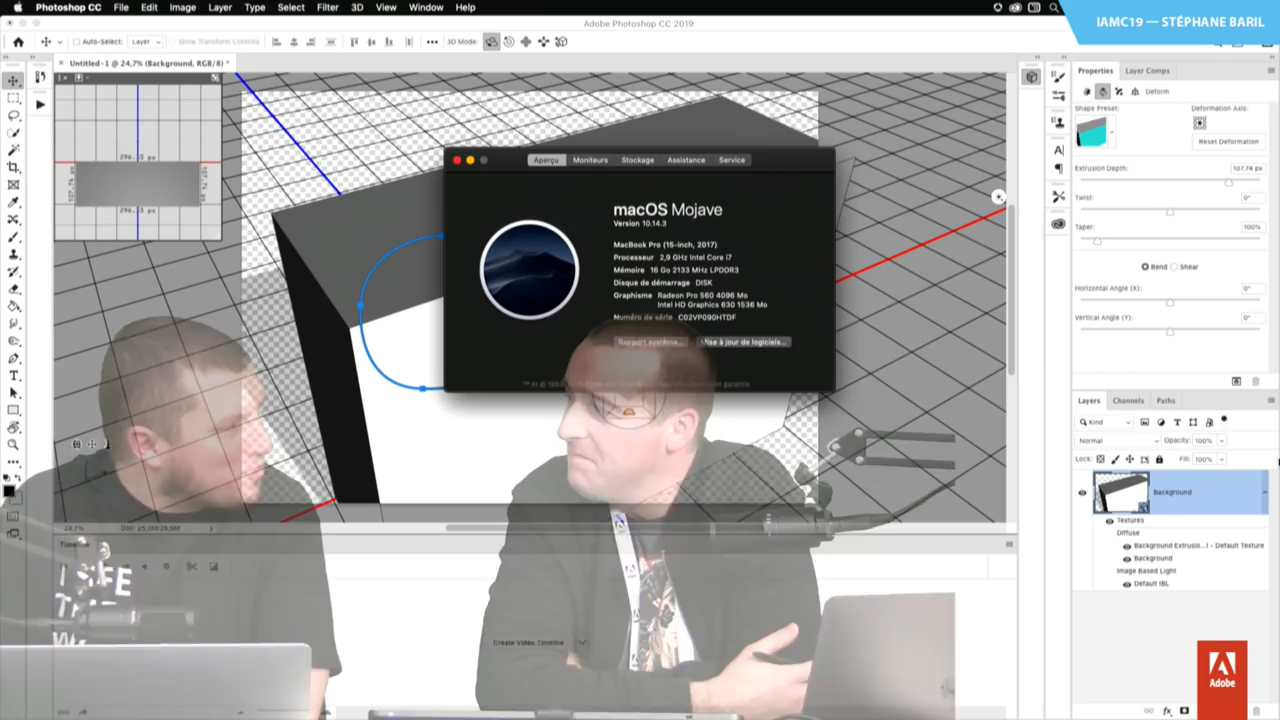 Photoshop CC File Edit Image Layer Type Select Filter 3D View Window Help
IAMC19 — STÉPHANE BARIL
Adobe Photoshop CC 2019
Auto-Select: Layer Show Transform Controls 3D Mode:
Untitled-1 @ 24,7% (Background, RGB/8) *
Properties Layer Comps
Deform
Shape Preset: Deformation Axis:
Reset Deformation
Extrusion Depth: 107,74 px
Twist: 0°
Taper: 100%
Bend Shear
Horizontal Angle (X): 0°
Vertical Angle (Y): 0°
Aperçu Moniteurs Stockage Assistance Service
macOS Mojave
Version 10.14.3
MacBook Pro (15-inch, 2017)
Processeur 2,9 GHz Intel Core i7
Mémoire 16 Go 2133 MHz LPDDR3
Disque de démarrage DISK
Graphisme Radeon Pro 560 4096 Mo
Intel HD Graphics 630 1536 Mo
Numéro de série C02VP090HTDF
Rapport système... Mise à jour de logiciels...
Layers Channels Paths
Kind
Normal Opacity: 100%
Lock: Fill: 100%
Background
Textures
Diffuse
Background Extrusio...l - Default Texture
Background
Image Based Light
Default IBL
24,7%
Timeline
Create Video Timeline
Adobe